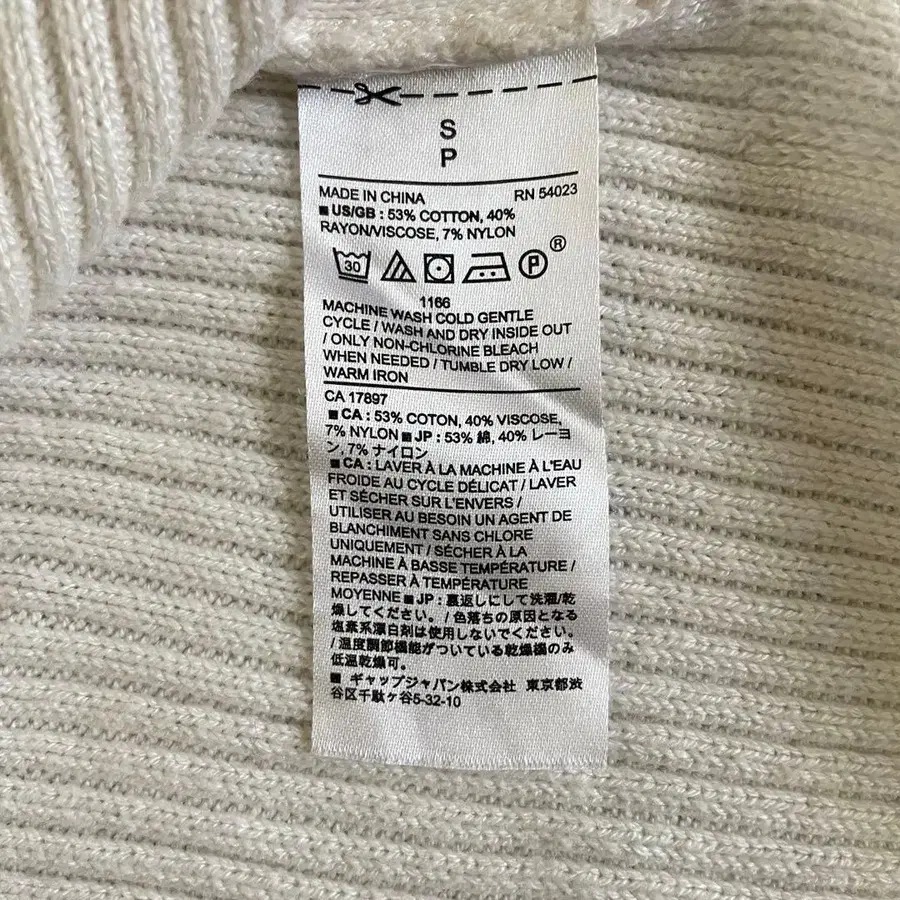 S
P
MADE IN CHINA RN 54023
■ US/GB : 53% COTTON, 40%
RAYON/VISCOSE, 7% NYLON
30 P ®
1166
MACHINE WASH COLD GENTLE
CYCLE / WASH AND DRY INSIDE OUT
/ ONLY NON-CHLORINE BLEACH
WHEN NEEDED / TUMBLE DRY LOW /
WARM IRON
CA 17897
■ CA : 53% COTON, 40% VISCOSE,
7% NYLON ■ JP : 53% 綿, 40% レーヨ
ン, 7% ナイロン
■ CA : LAVER À LA MACHINE À L'EAU
FROIDE AU CYCLE DÉLICAT / LAVER
ET SÉCHER SUR L'ENVERS /
UTILISER AU BESOIN UN AGENT DE
BLANCHIMENT SANS CHLORE
UNIQUEMENT / SÉCHER À LA
MACHINE À BASSE TEMPÉRATURE /
REPASSER À TEMPÉRATURE
MOYENNE ■ JP : 裏返しにして洗濯/乾
燥してください。/ 色落ちの原因となる
塩素系漂白剤は使用しないでください。
/ 温度調節機能がついている乾燥機のみ
低温乾燥可。
■ ギャップジャパン株式会社 東京都渋
谷区千駄ヶ谷5-32-10